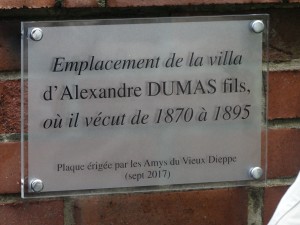 Emplacement de la villa
d'Alexandre DUMAS fils,
où il vécut de 1870 à 1895
Plaque érigée par les Amys du Vieux Dieppe
(sept 2017)